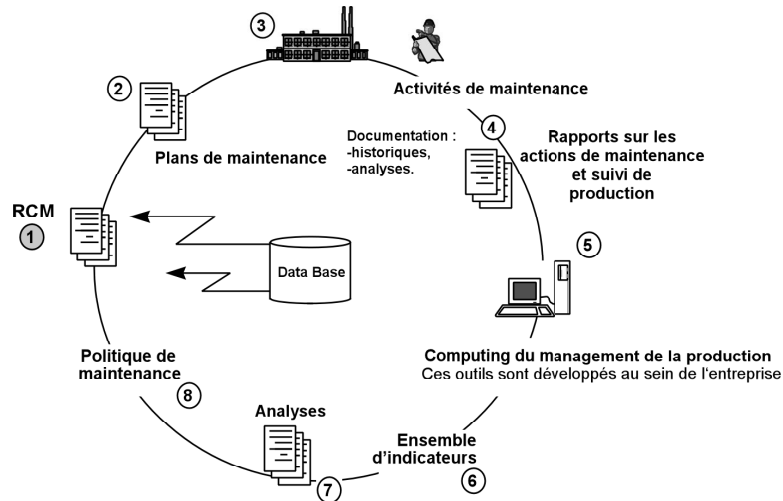 3
Activités de maintenance
2
Plans de maintenance
Documentation :
-historiques,
-analyses.
4
Rapports sur les
actions de maintenance
et suivi de
production
RCM
1
Data Base
5
Computing du management de la production
Ces outils sont développés au sein de l'entreprise
Politique de
maintenance
8
Analyses
7
Ensemble
d'indicateurs
6